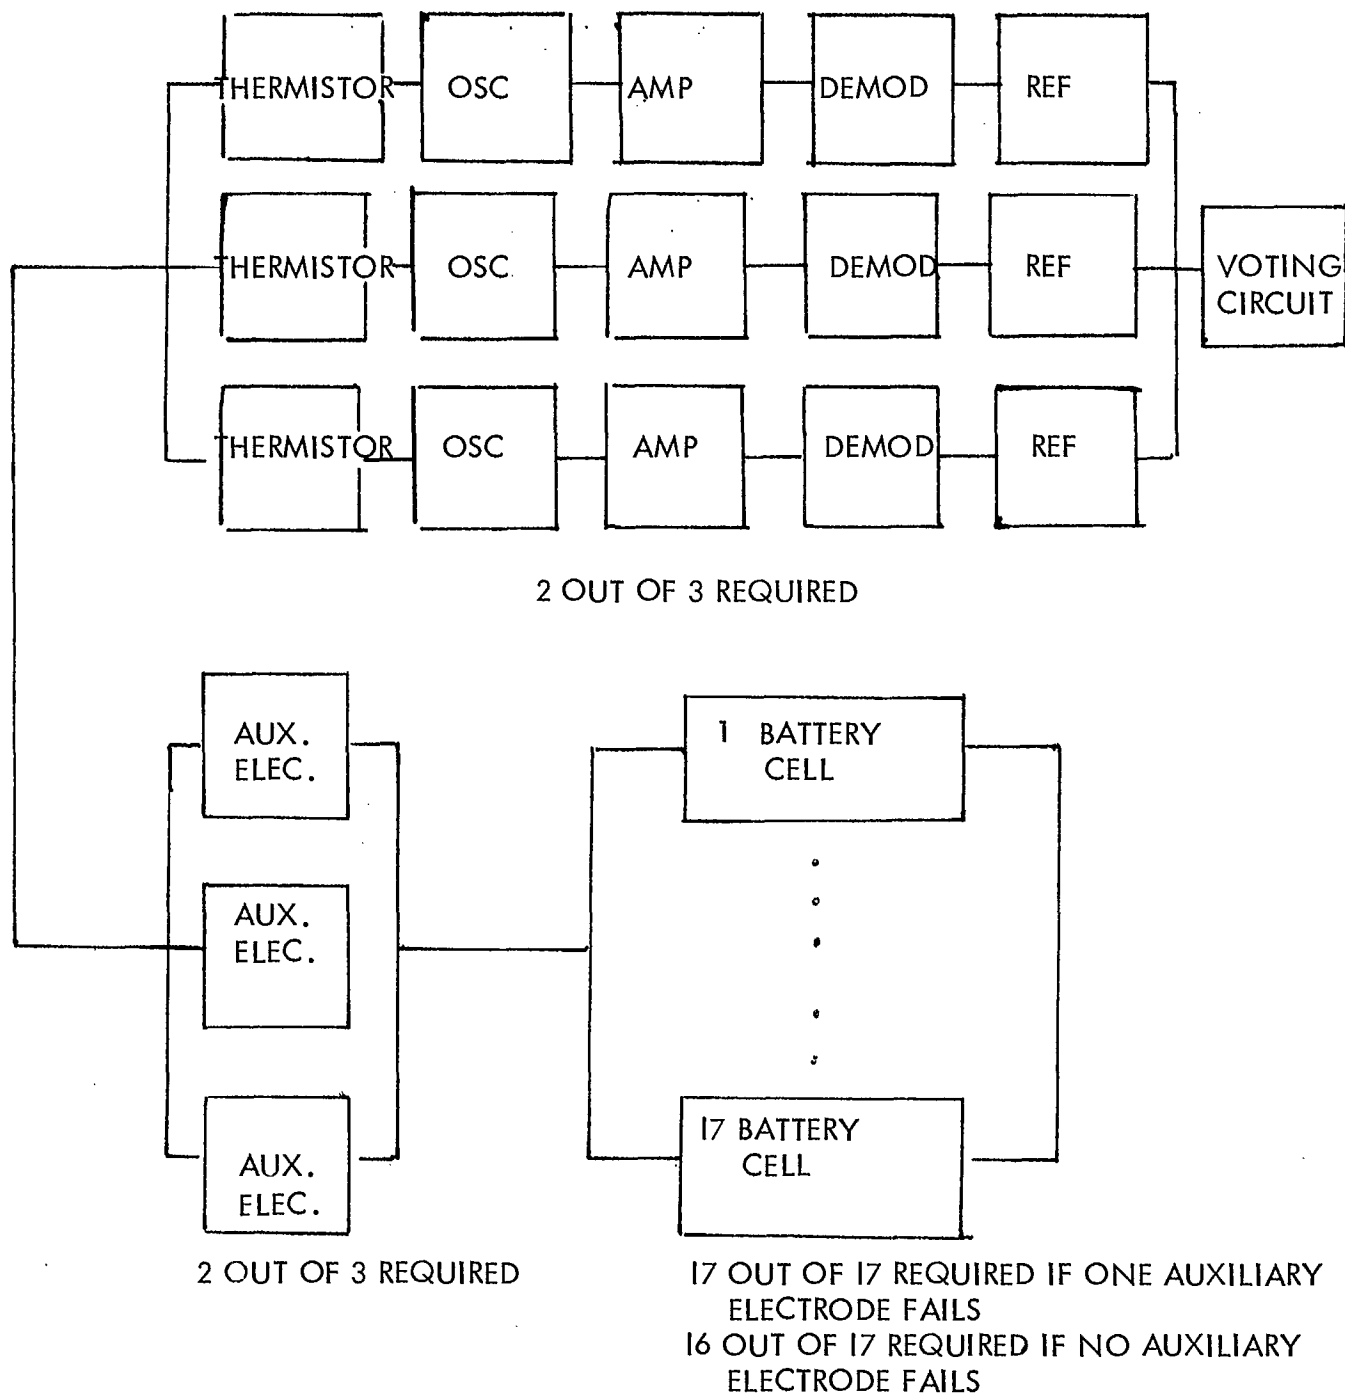 THERMISTOR OSC AMP DEMOD REF
THERMISTOR OSC AMP DEMOD REF VOTING
CIRCUIT
THERMISTOR OSC AMP DEMOD REF
2 OUT OF 3 REQUIRED
AUX.
ELEC.
AUX.
ELEC.
AUX.
ELEC.
2 OUT OF 3 REQUIRED
1 BATTERY
CELL
17 BATTERY
CELL
17 OUT OF 17 REQUIRED IF ONE AUXILIARY
ELECTRODE FAILS
16 OUT OF 17 REQUIRED IF NO AUXILIARY
ELECTRODE FAILS